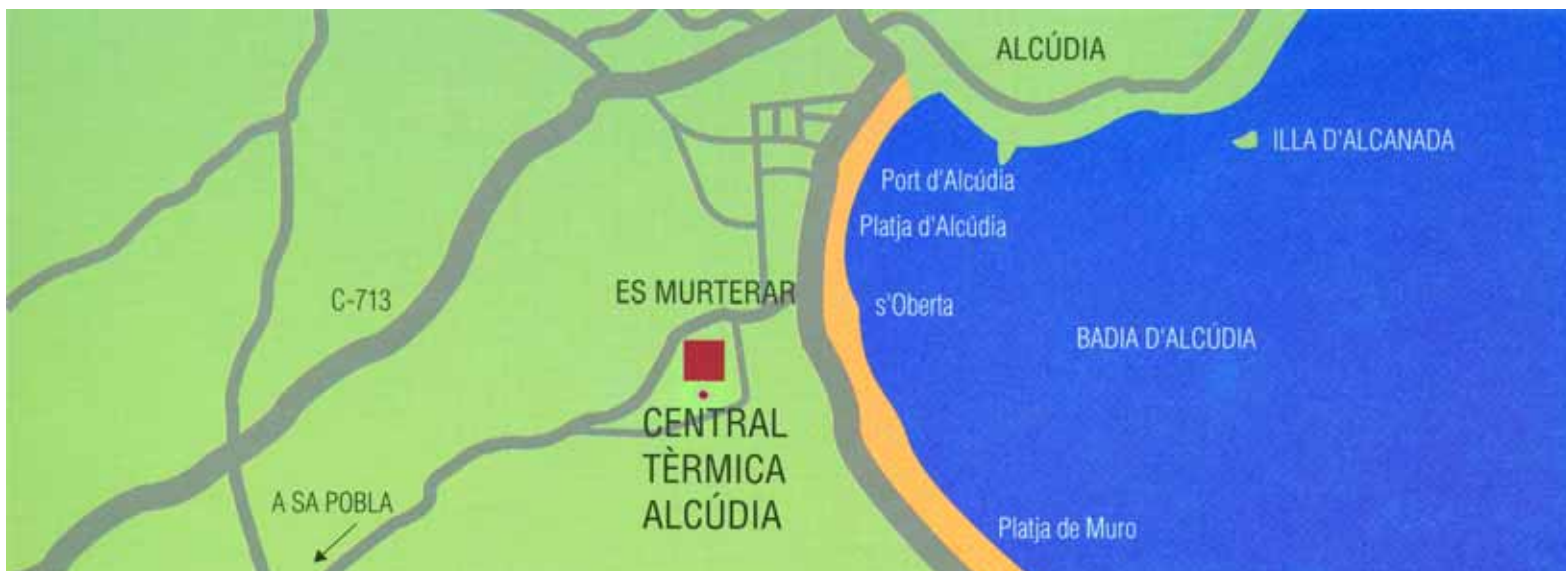 ALCÚDIA
ILLA D'ALCANADA
Port d'Alcúdia
Platja d'Alcúdia
ES MURTERAR
C-713
s'Oberta
BADIA D'ALCÚDIA
CENTRAL
TÈRMICA
ALCÚDIA
A SA POBLA
Platja de Muro